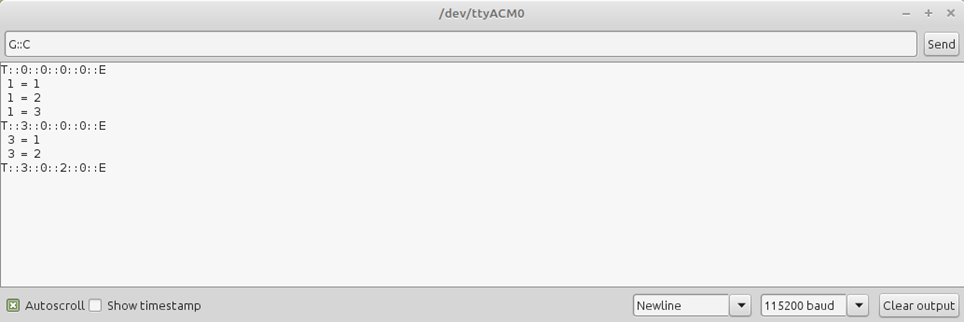 /dev/ttyACM0
G::C
Send
T::0::0::0::0::E
1 = 1
1 = 2
1 = 3
T::3::0::0::0::E
3 = 1
3 = 2
T::3::0::2::0::E
Autoscroll
Show timestamp
Newline
115200 baud
Clear output